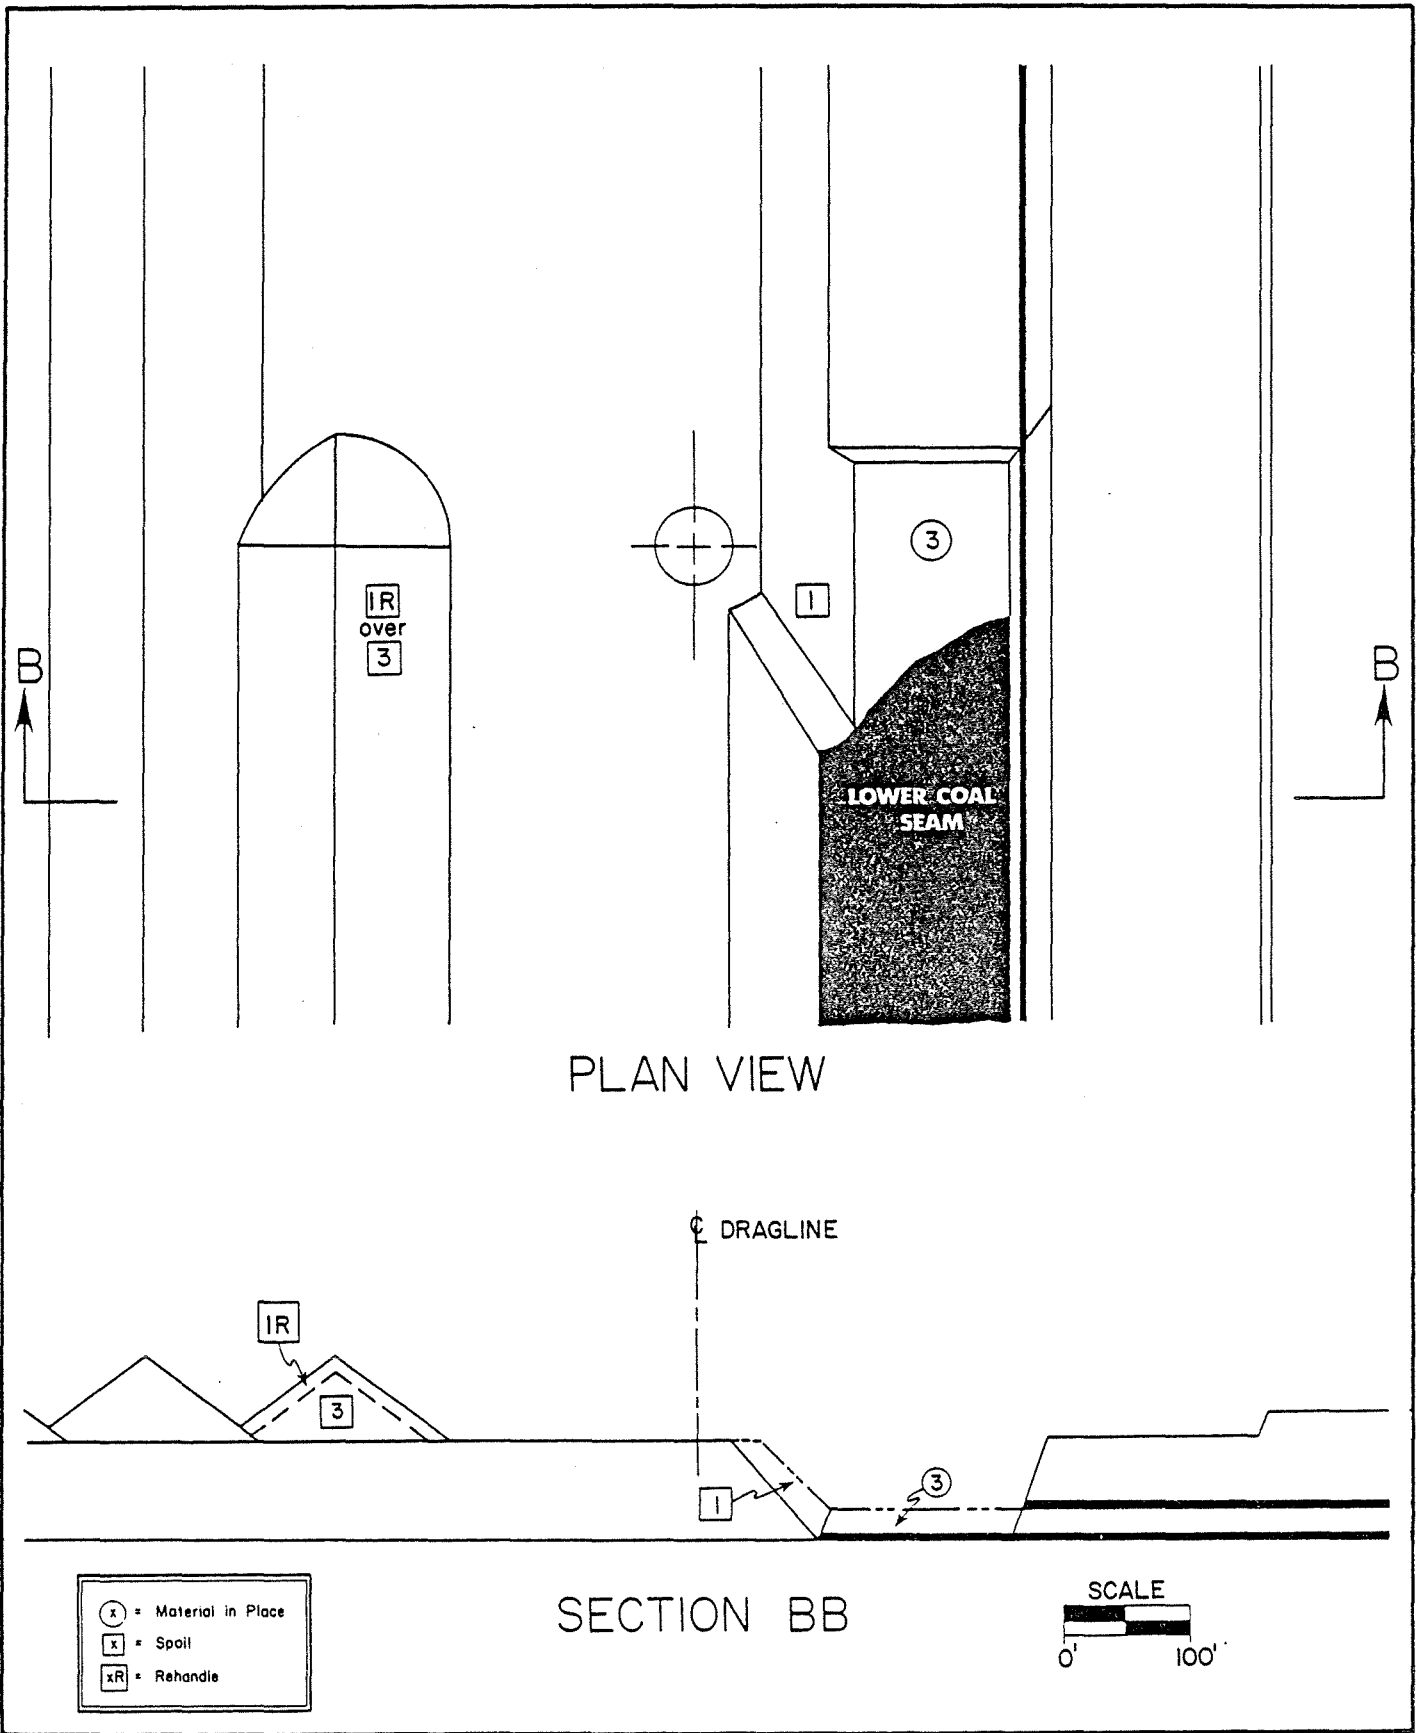 3
1
1R
over
3
B
B
LOWER COAL
SEAM
PLAN VIEW
℄ DRAGLINE
1R
3
3
1
SECTION BB
SCALE
0' 100'
x = Material in Place
x = Spoil
xR = Rehandle